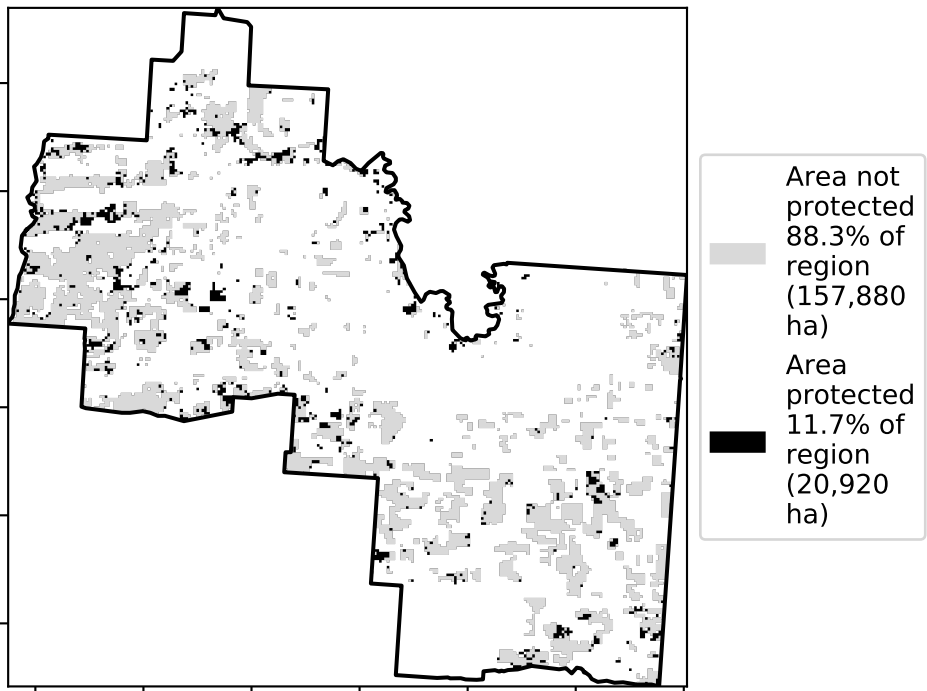 Area not
protected
88.3% of
region
(157,880
ha)
Area
protected
11.7% of
region
(20,920
ha)